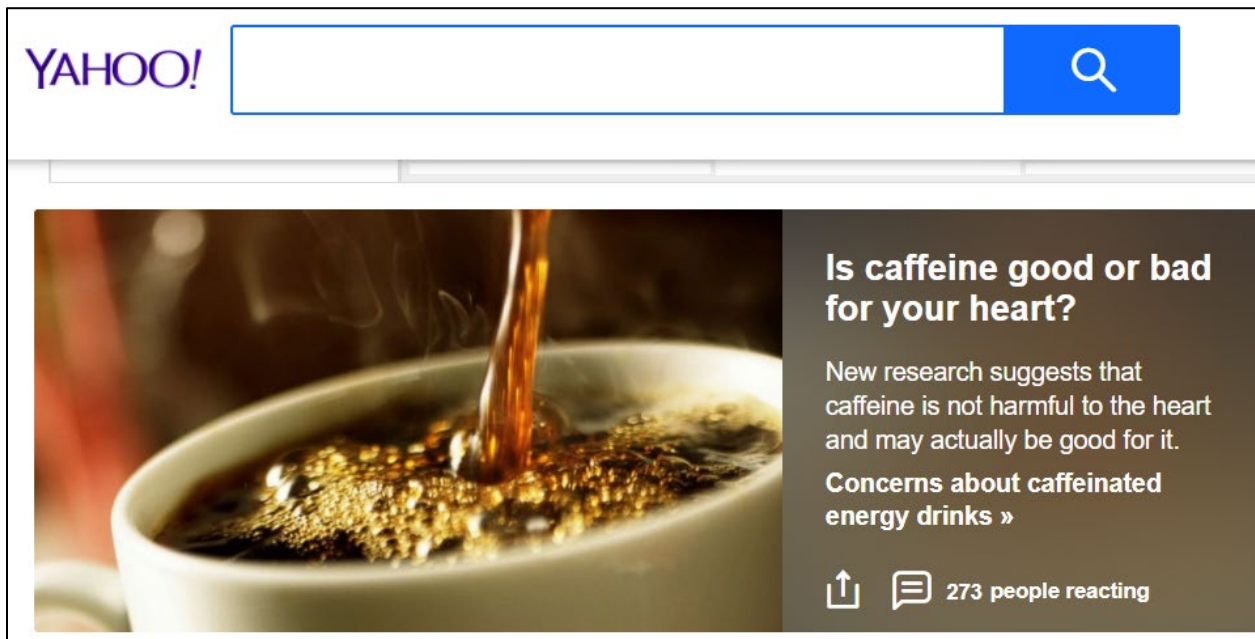 YAHOO!
Is caffeine good or bad
for your heart?
New research suggests that
caffeine is not harmful to the heart
and may actually be good for it.
Concerns about caffeinated
energy drinks »
273 people reacting